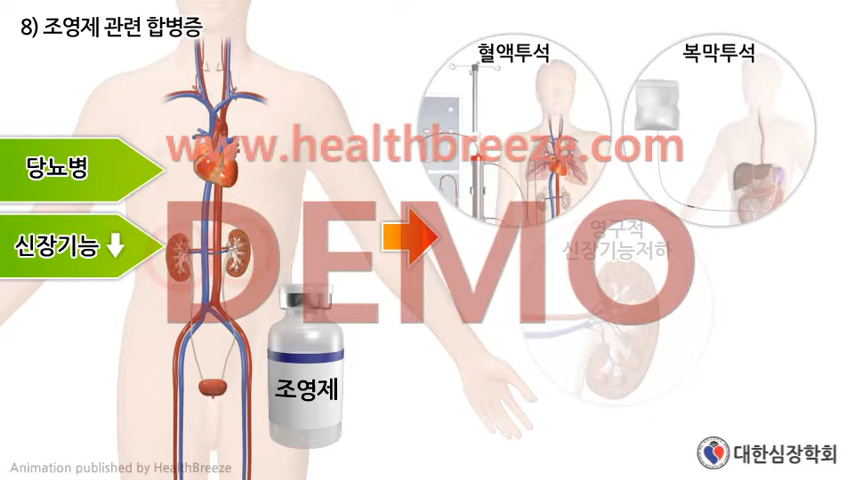 8) 조영제 관련 합병증
혈액투석
복막투석
www.healthbreeze.com
당뇨병
DEMO
영구적
신장기능저하
신장기능
조영제
대한심장학회
Animation published by HealthBreeze